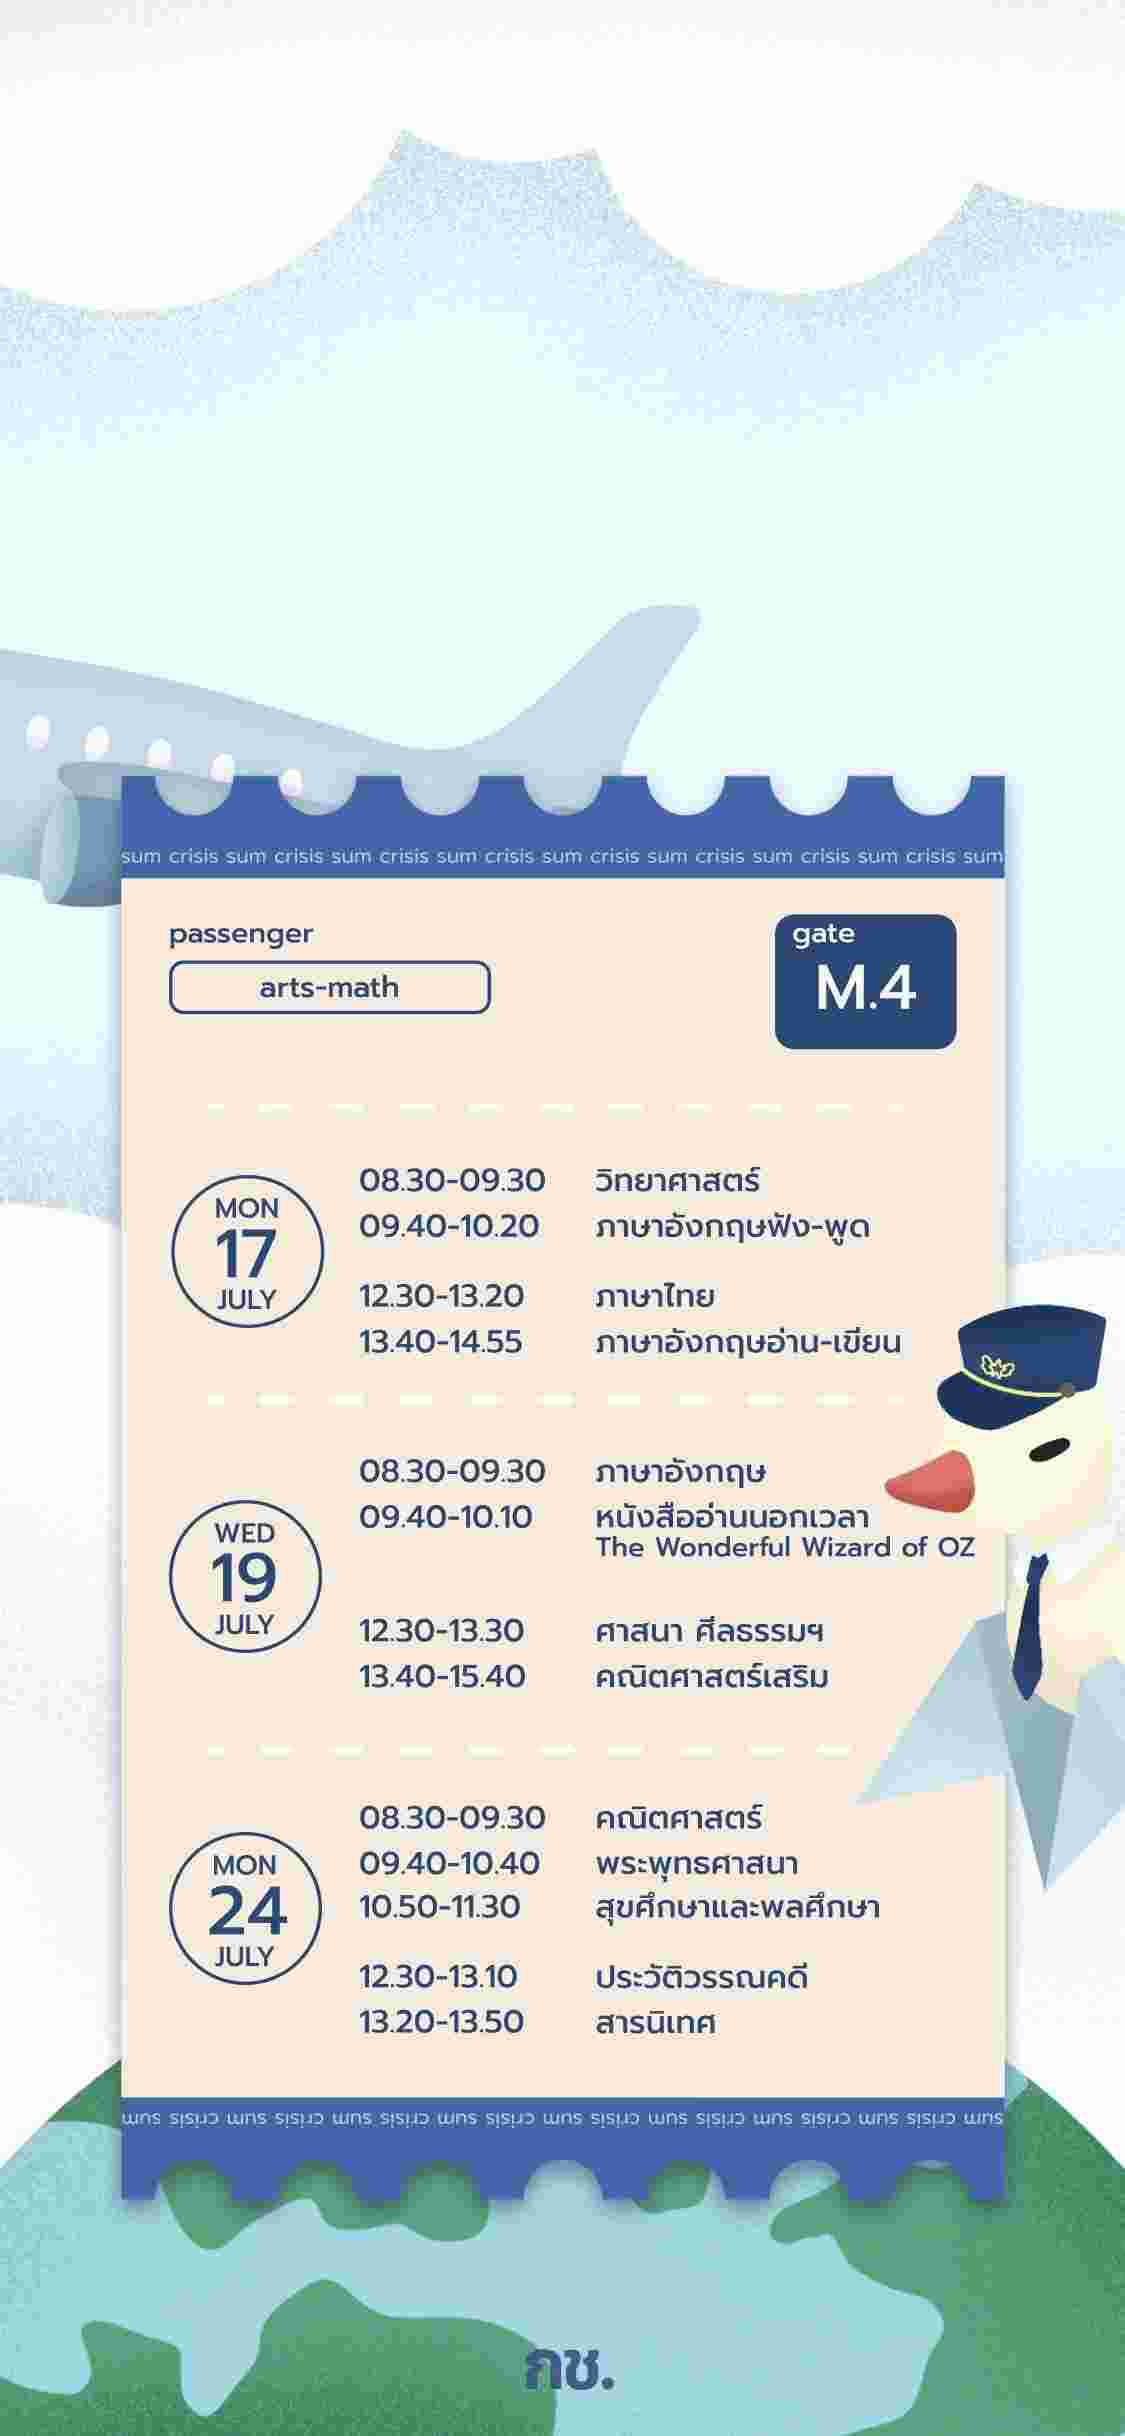 sum crisis sum crisis sum crisis sum crisis sum crisis sum crisis sum crisis sum crisis sum
passenger
arts-math
gate
M.4
MON
17
JULY
08.30-09.30 วิทยาศาสตร์
09.40-10.20 ภาษาอังกฤษฟัง-พูด
12.30-13.20 ภาษาไทย
13.40-14.55 ภาษาอังกฤษอ่าน-เขียน
WED
19
JULY
08.30-09.30 ภาษาอังกฤษ
09.40-10.10 หนังสืออ่านนอกเวลา
The Wonderful Wizard of OZ
12.30-13.30 ศาสนา ศีลธรรมฯ
13.40-15.40 คณิตศาสตร์เสริม
MON
24
JULY
08.30-09.30 คณิตศาสตร์
09.40-10.40 พระพุทธศาสนา
10.50-11.30 สุขศึกษาและพลศึกษา
12.30-13.10 ประวัติวรรณคดี
13.20-13.50 สารนิเทศ
sum crisis sum crisis sum crisis sum crisis sum crisis sum crisis sum crisis sum crisis sum
กช.